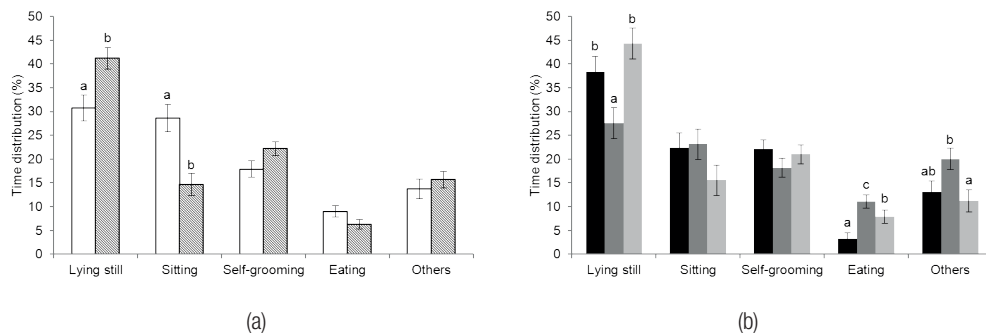 50
45
40
35
30
25
20
15
10
5
0
Time distribution (%)
a
b
a
b
Lying still
Sitting
Self-grooming
Eating
Others
(a)
50
45
40
35
30
25
20
15
10
5
0
Time distribution (%)
b
a
b
a
c
b
ab
b
a
Lying still
Sitting
Self-grooming
Eating
Others
(b)